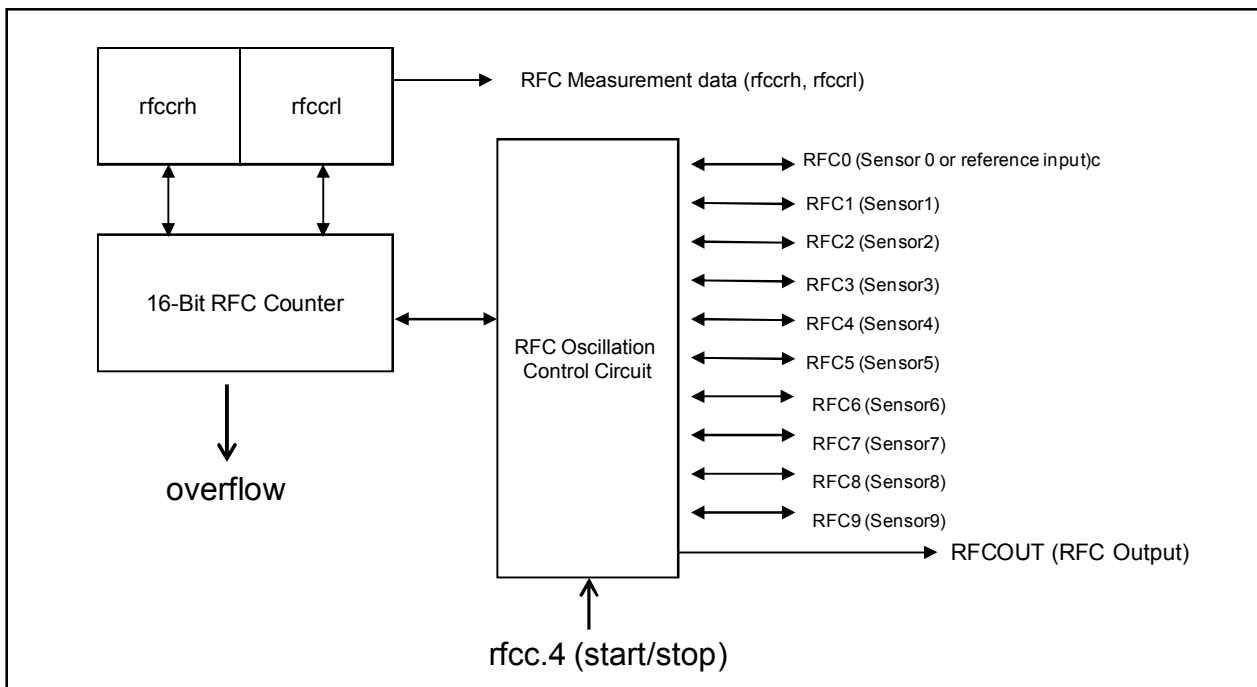 rfccrh
rfccrl
RFC Measurement data (rfccrh, rfccrl)
16-Bit RFC Counter
overflow
RFC Oscillation
Control Circuit
RFC0 (Sensor 0 or reference input)c
RFC1 (Sensor1)
RFC2 (Sensor2)
RFC3 (Sensor3)
RFC4 (Sensor4)
RFC5 (Sensor5)
RFC6 (Sensor6)
RFC7 (Sensor7)
RFC8 (Sensor8)
RFC9 (Sensor9)
RFCOUT (RFC Output)
rfcc.4 (start/stop)